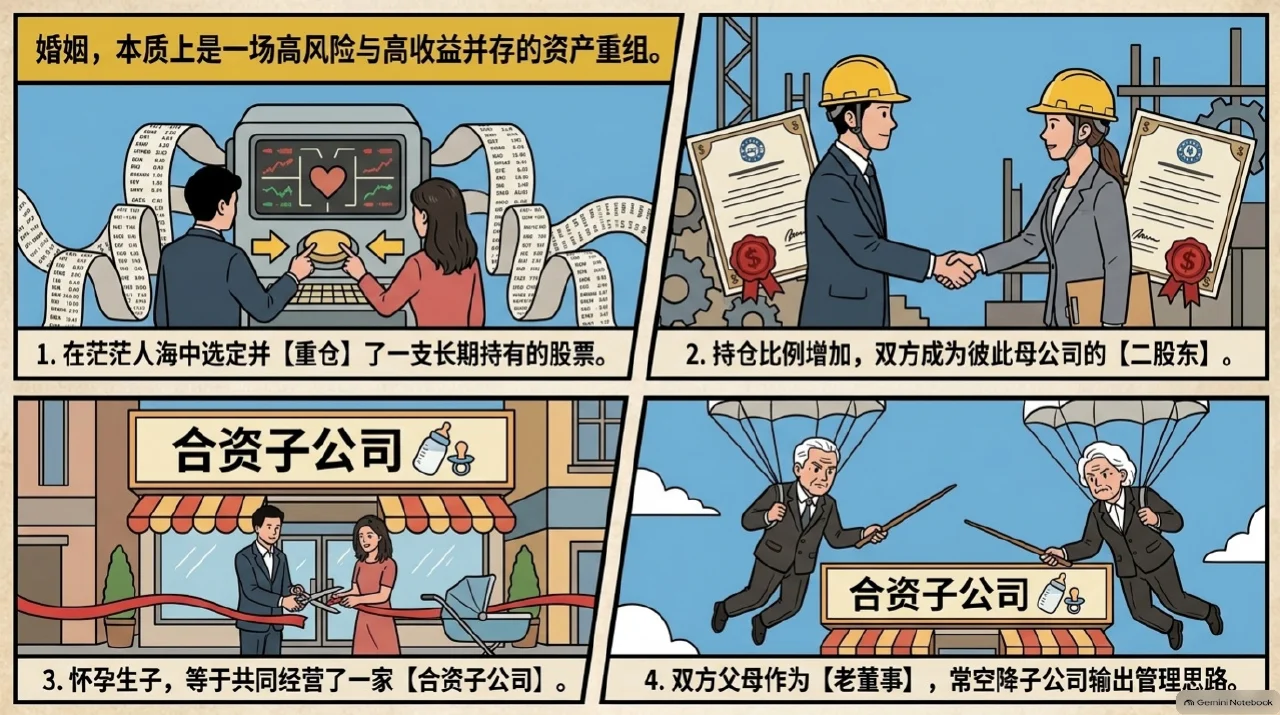 婚姻，本质上是一场高风险与高收益并存的资产重组。
1. 在茫茫人海中选定并【重仓】了一支长期持有的股票。
2. 持仓比例增加，双方成为彼此母公司的【二股东】。
合资子公司
3. 怀孕生子，等于共同经营了一家【合资子公司】。
合资子公司
4. 双方父母作为【老董事】，常空降子公司输出管理思路。
Gemini Notebook